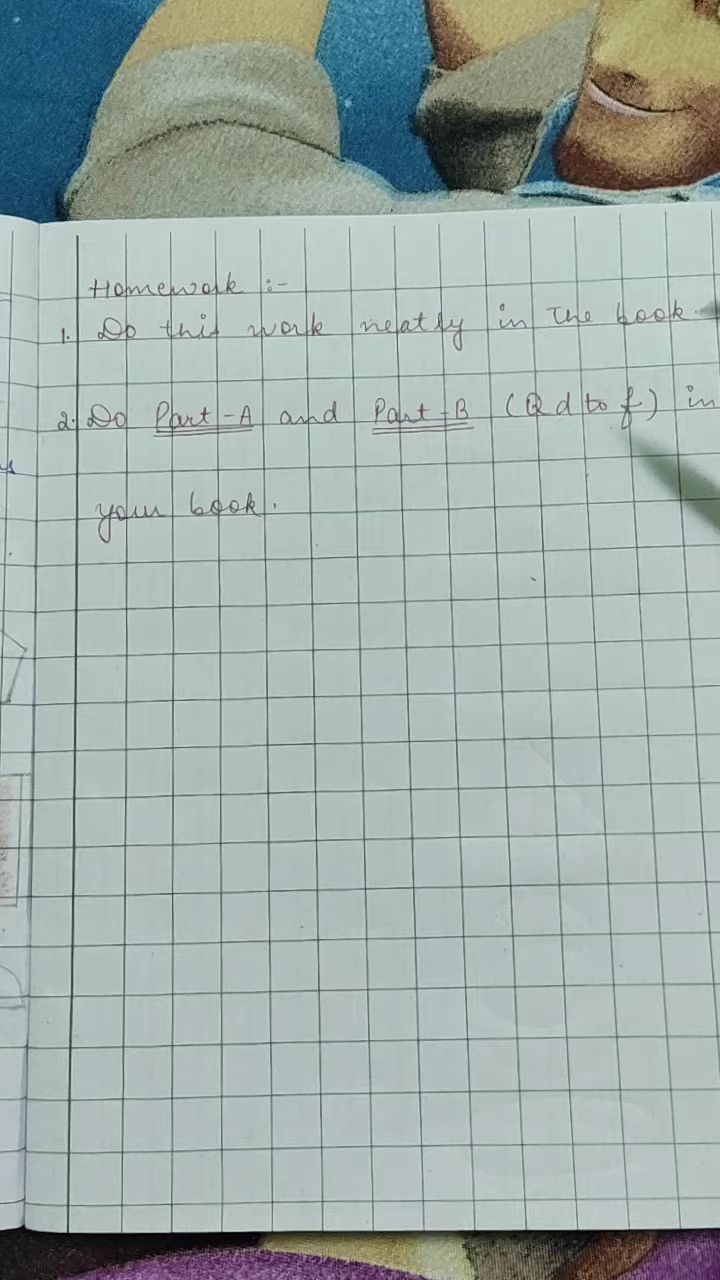 Homework :-
1. Do this work neatly in the book.
2. Do Part-A and Part-B (Q d to f) in
your book.